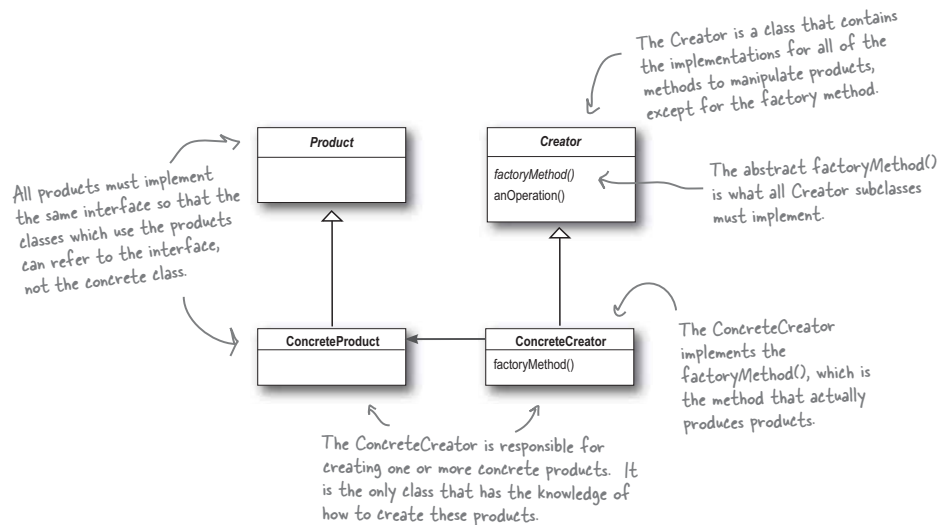 The Creator is a class that contains
the implementations for all of the
methods to manipulate products,
except for the factory method.
Product
Creator
factoryMethod()
anOperation()
The abstract factoryMethod()
is what all Creator subclasses
must implement.
All products must implement
the same interface so that the
classes which use the products
can refer to the interface,
not the concrete class.
ConcreteProduct
ConcreteCreator
factoryMethod()
The ConcreteCreator
implements the
factoryMethod(), which is
the method that actually
produces products.
The ConcreteCreator is responsible for
creating one or more concrete products. It
is the only class that has the knowledge of
how to create these products.